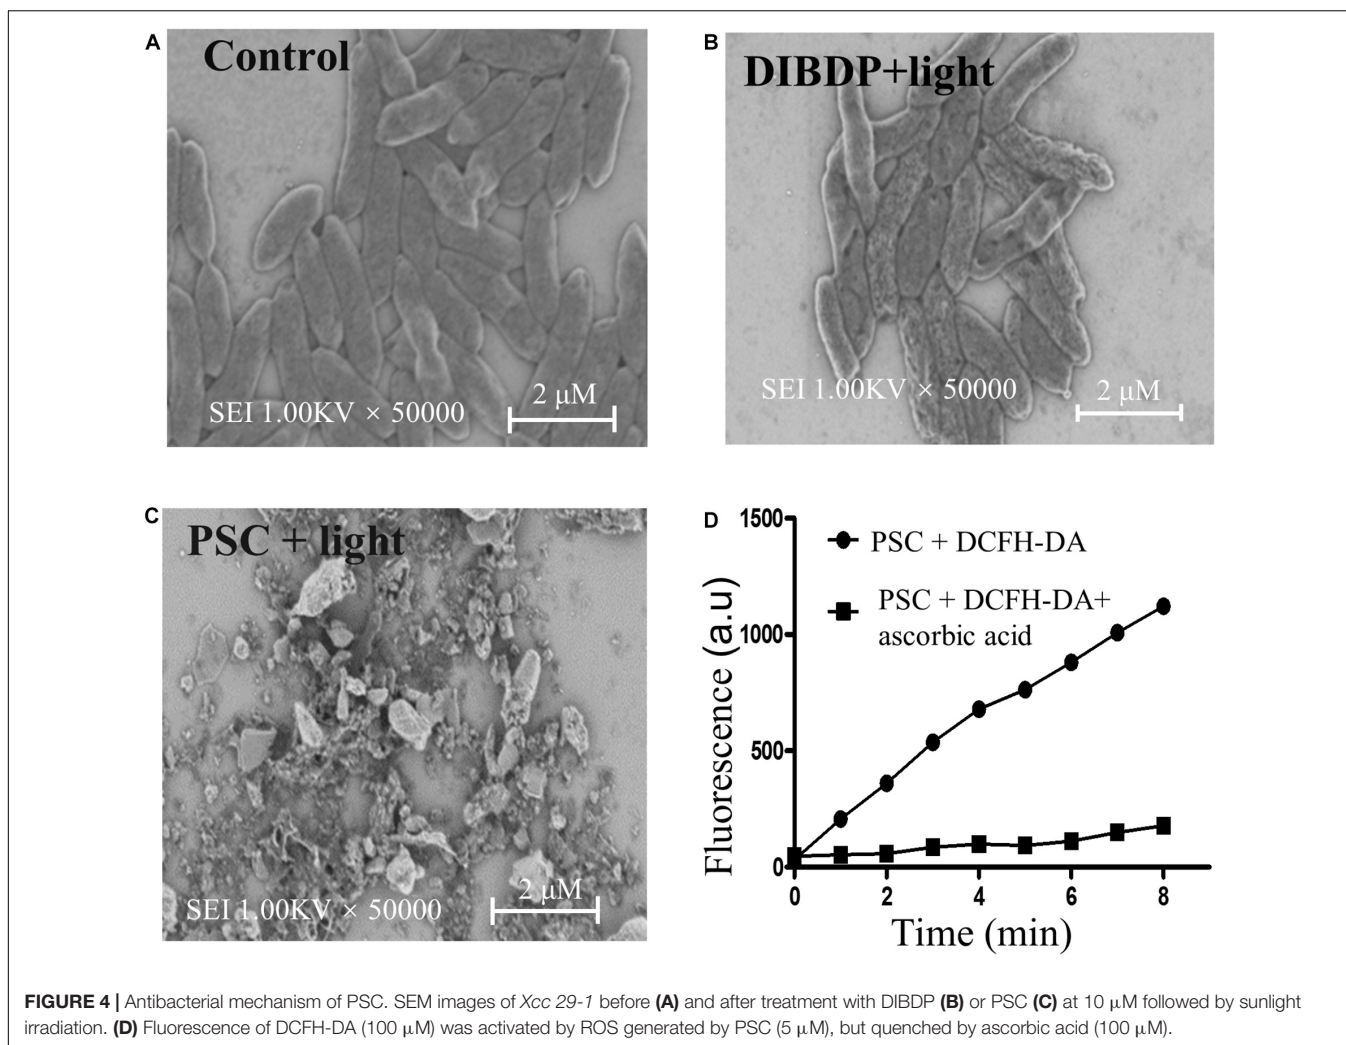 A
Control
SEI 1.00KV × 50000
2 μM
B
DIBDP+light
SEI 1.00KV × 50000
2 μM
C
PSC + light
SEI 1.00KV × 50000
2 μM
D
1500
1000
500
0
Fluorescence (a.u)
PSC + DCFH-DA
PSC + DCFH-DA+
ascorbic acid
0 2 4 6 8
Time (min)
FIGURE 4 | Antibacterial mechanism of PSC. SEM images of Xcc 29-1 before (A) and after treatment with DIBDP (B) or PSC (C) at 10 μM followed by sunlight
irradiation. (D) Fluorescence of DCFH-DA (100 μM) was activated by ROS generated by PSC (5 μM), but quenched by ascorbic acid (100 μM).